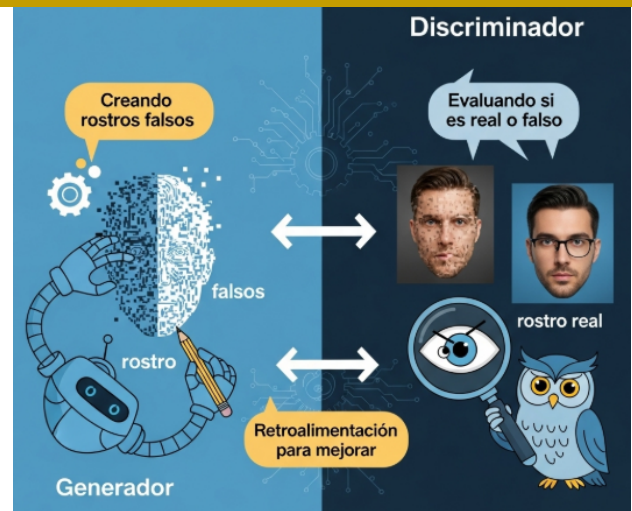 Discriminador
Creando
rostros falsos
Evaluando si
es real o falso
falsos
rostro
rostro real
Retroalimentación
para mejorar
Generador